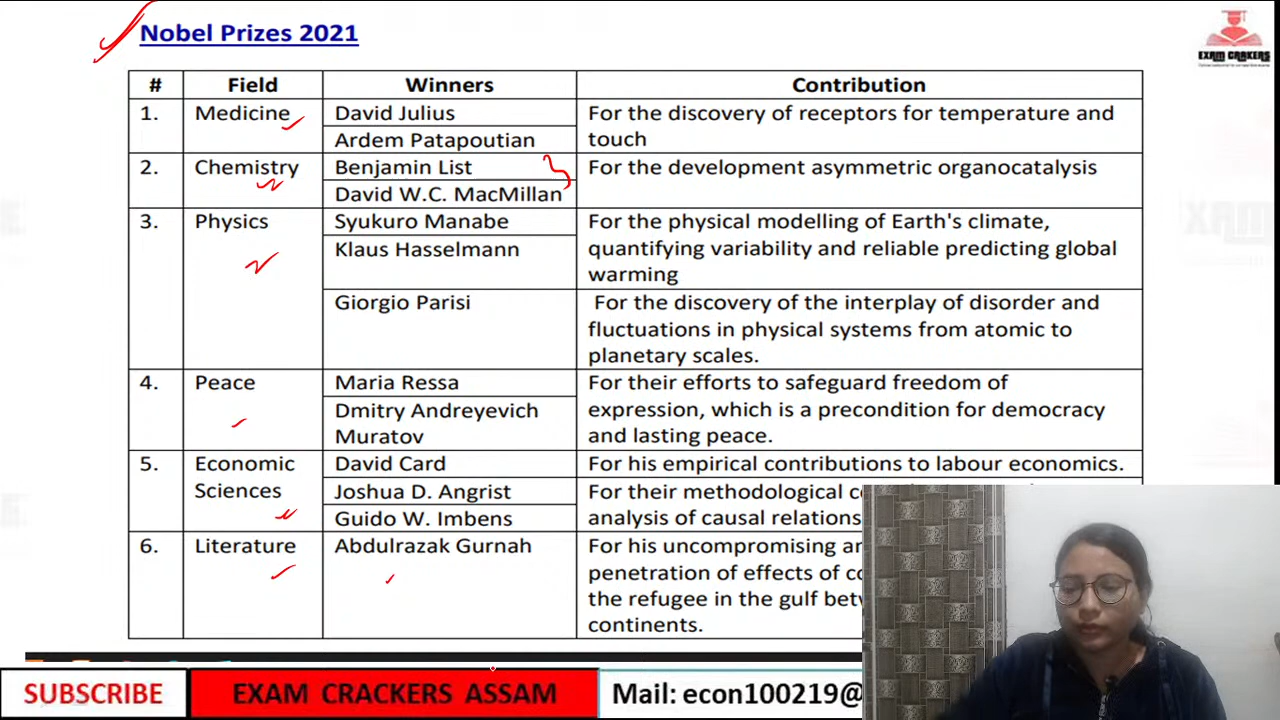 Nobel Prizes 2021
EXAM CRAKERS
# Field Winners Contribution
1. Medicine David Julius For the discovery of receptors for temperature and
Ardem Patapoutian touch
2. Chemistry Benjamin List For the development asymmetric organocatalysis
David W.C. MacMillan
3. Physics Syukuro Manabe For the physical modelling of Earth's climate,
Klaus Hasselmann quantifying variability and reliable predicting global
warming
Giorgio Parisi For the discovery of the interplay of disorder and
fluctuations in physical systems from atomic to
planetary scales.
4. Peace Maria Ressa For their efforts to safeguard freedom of
Dmitry Andreyevich expression, which is a precondition for democracy
Muratov and lasting peace.
5. Economic David Card For his empirical contributions to labour economics.
Sciences Joshua D. Angrist For their methodological
Guido W. Imbens analysis of causal relations
6. Literature Abdulrazak Gurnah For his uncompromising
penetration of effects of
the refugee in the gulf
continents.
SUBSCRIBE EXAM CRACKERS ASSAM Mail: econ100219@